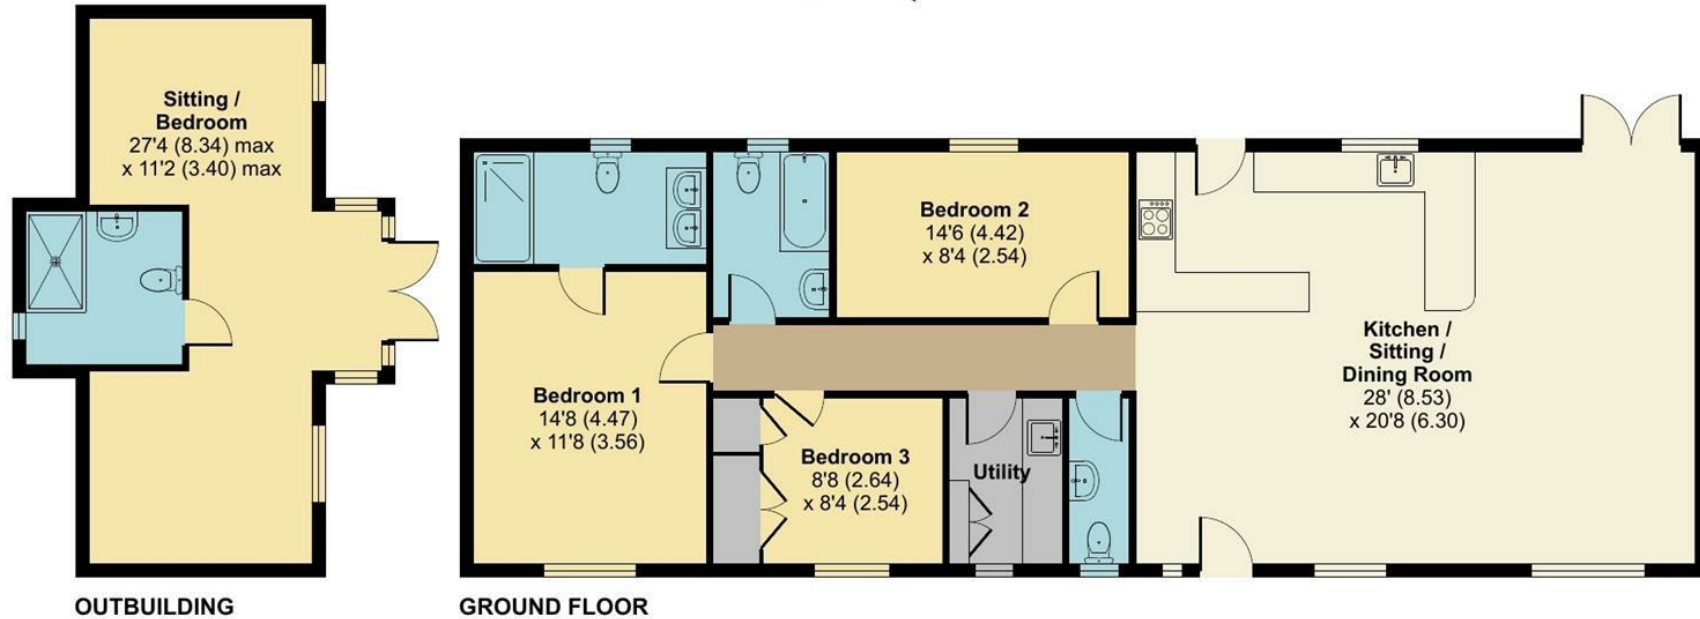 Sitting /
Bedroom
27'4 (8.34) max
x 11'2 (3.40) max
Bedroom 2
14'6 (4.42)
x 8'4 (2.54)
Kitchen /
Sitting /
Dining Room
28' (8.53)
x 20'8 (6.30)
Bedroom 1
14'8 (4.47)
x 11'8 (3.56)
Bedroom 3
8'8 (2.64)
x 8'4 (2.54)
Utility
OUTBUILDING
GROUND FLOOR